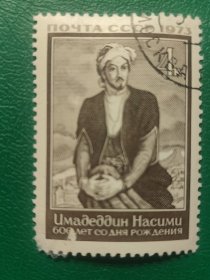 ПОЧТА СССР 1973
4К
Имадеддин Насими
600 лет со дня рождения